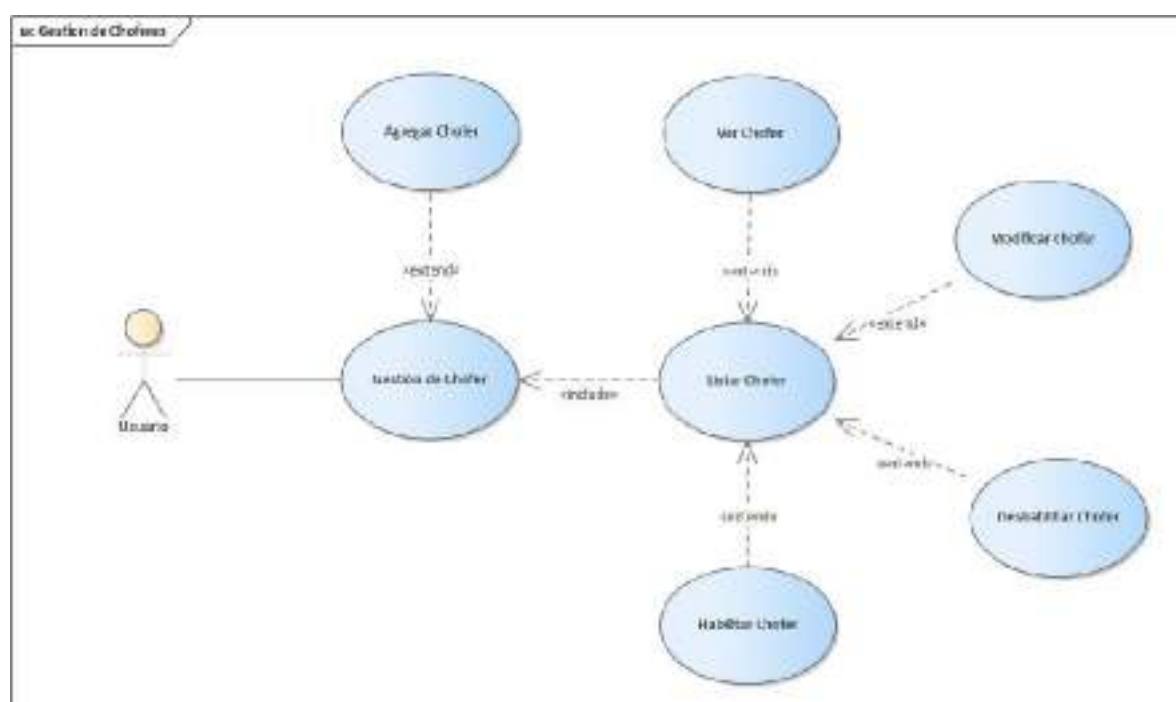 uc Gestion de Choferes
Agregar Chofer
Ver Chofer
Modificar Chofer
«extend»
«extend»
«extend»
Usuario
Gestión de Chofer
«include»
Listar Chofer
«extend»
Deshabilitar Chofer
«extend»
Habilitar Chofer